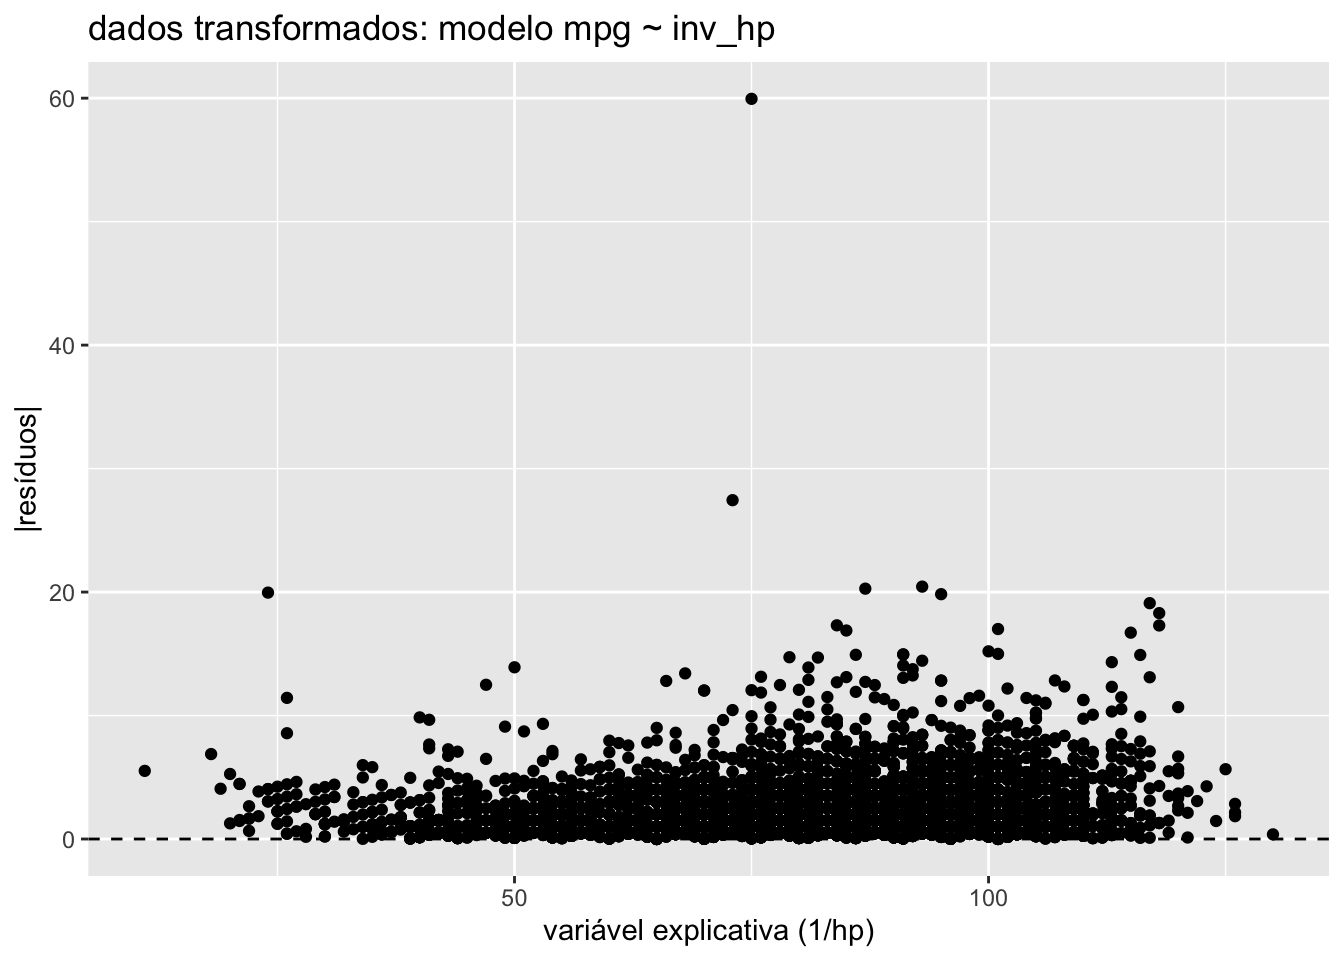 dados transformados: modelo mpg ~ inv_hp
60
40
20
0
|resíduos|
50
100
variável explicativa (1/hp)